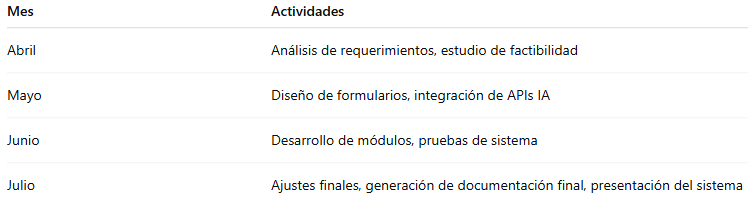 Mes Actividades
Abril Análisis de requerimientos, estudio de factibilidad
Mayo Diseño de formularios, integración de APIs IA
Junio Desarrollo de módulos, pruebas de sistema
Julio Ajustes finales, generación de documentación final, presentación del sistema